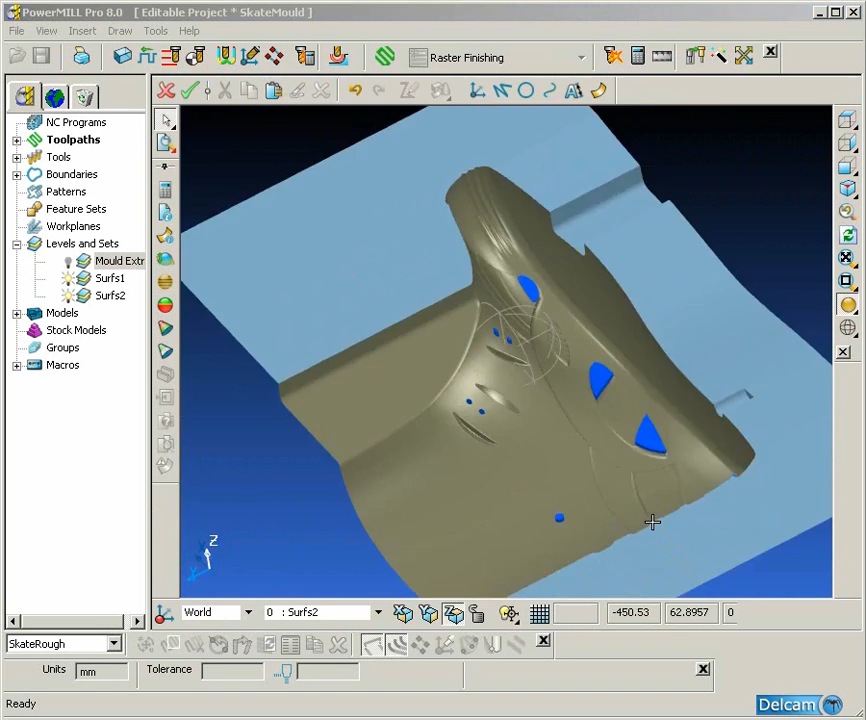 PowerMILL Pro 8.0 [ Editable Project * SkateMould ]
File View Insert Draw Tools Help
Raster Finishing
NC Programs
Toolpaths
Tools
Boundaries
Patterns
Feature Sets
Workplanes
Levels and Sets
Mould Extr
Surfs1
Surfs2
Models
Stock Models
Groups
Macros
Z
World
0 : Surfs2
-450.53
62.8957
0
SkateRough
Units mm Tolerance
Ready
Delcam